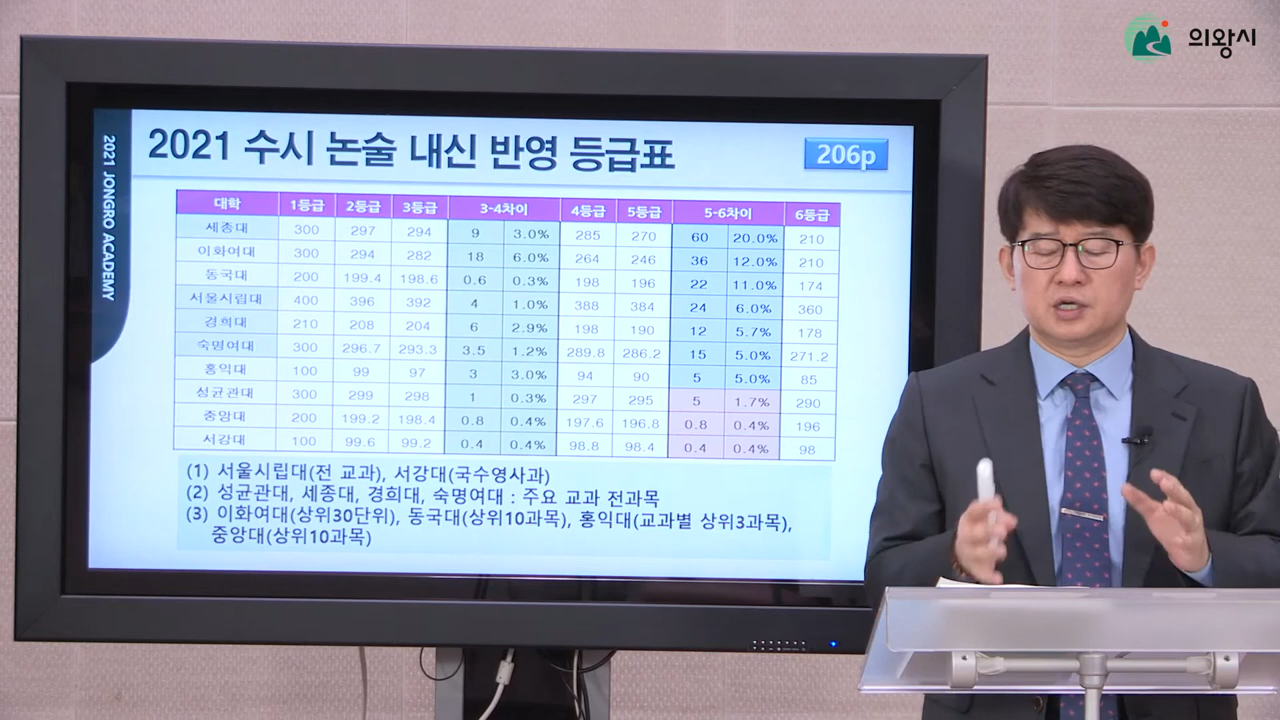 의왕시
2021 JONGRO ACADEMY
2021 수시 논술 내신 반영 등급표
206p
대학 1등급 2등급 3등급 3-4차이 4등급 5등급 5-6차이 6등급
세종대 300 297 294 9 3.0% 285 270 60 20.0% 210
이화여대 300 294 282 18 6.0% 264 246 36 12.0% 210
동국대 200 199.4 198.6 0.6 0.3% 198 196 22 11.0% 174
서울시립대 400 396 392 4 1.0% 388 384 24 6.0% 360
경희대 210 208 204 6 2.9% 198 190 12 5.7% 178
숙명여대 300 296.7 293.3 3.5 1.2% 289.8 286.2 15 5.0% 271.2
홍익대 100 99 97 3 3.0% 94 90 5 5.0% 85
성균관대 300 299 298 1 0.3% 297 295 5 1.7% 290
중앙대 200 199.2 198.4 0.8 0.4% 197.6 196.8 0.8 0.4% 196
서강대 100 99.6 99.2 0.4 0.4% 98.8 98.4 0.4 0.4% 98
(1) 서울시립대(전 교과), 서강대(국수영사과)
(2) 성균관대, 세종대, 경희대, 숙명여대 : 주요 교과 전과목
(3) 이화여대(상위30단위), 동국대(상위10과목), 홍익대(교과별 상위3과목),
중앙대(상위10과목)